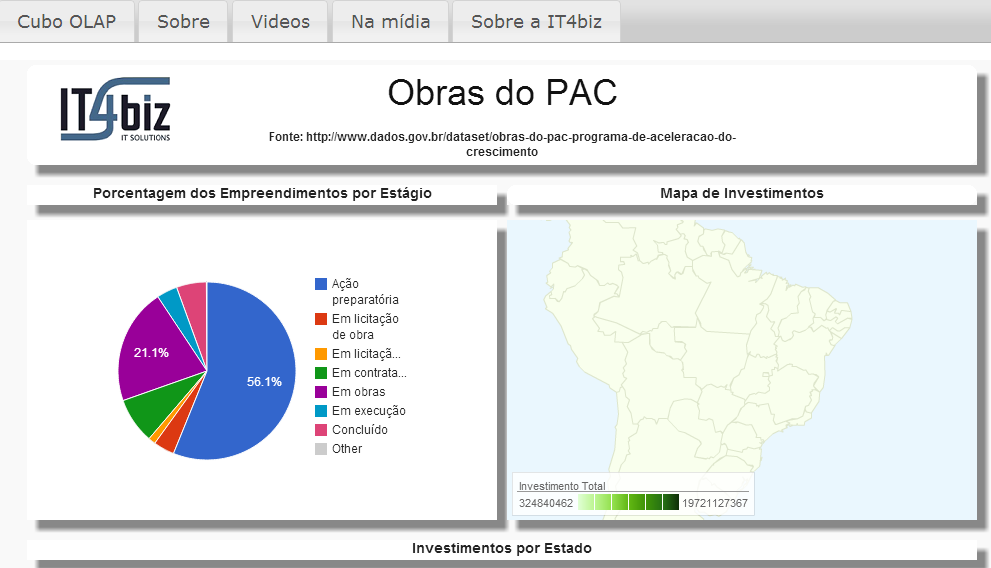 Cubo OLAP
Sobre
Videos
Na mídia
Sobre a IT4biz
IT4biz
IT SOLUTIONS
Obras do PAC
Fonte: http://www.dados.gov.br/dataset/obras-do-pac-programa-de-aceleracao-do-
crescimento
Porcentagem dos Empreendimentos por Estágio
Mapa de Investimentos
21.1%
56.1%
Ação
preparatória
Em licitação
de obra
Em licitaçã...
Em contrata...
Em obras
Em execução
Concluído
Other
Investimento Total
324840462
19721127367
Investimentos por Estado